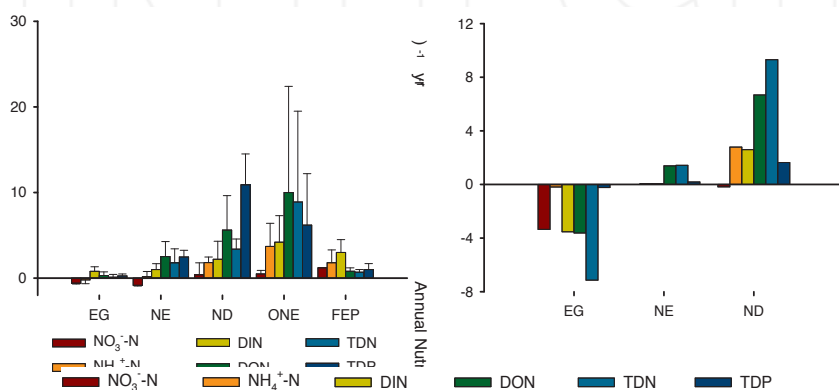 30
20
10
0
EG NE ND ONE FEP
NO₃⁻-N DIN TDN
NH₄⁺-N DON TDP
Annual Nutr
)⁻¹ yr
12
8
4
0
-4
-8
EG NE ND
NO₃⁻-N NH₄⁺-N DIN DON TDN TDP